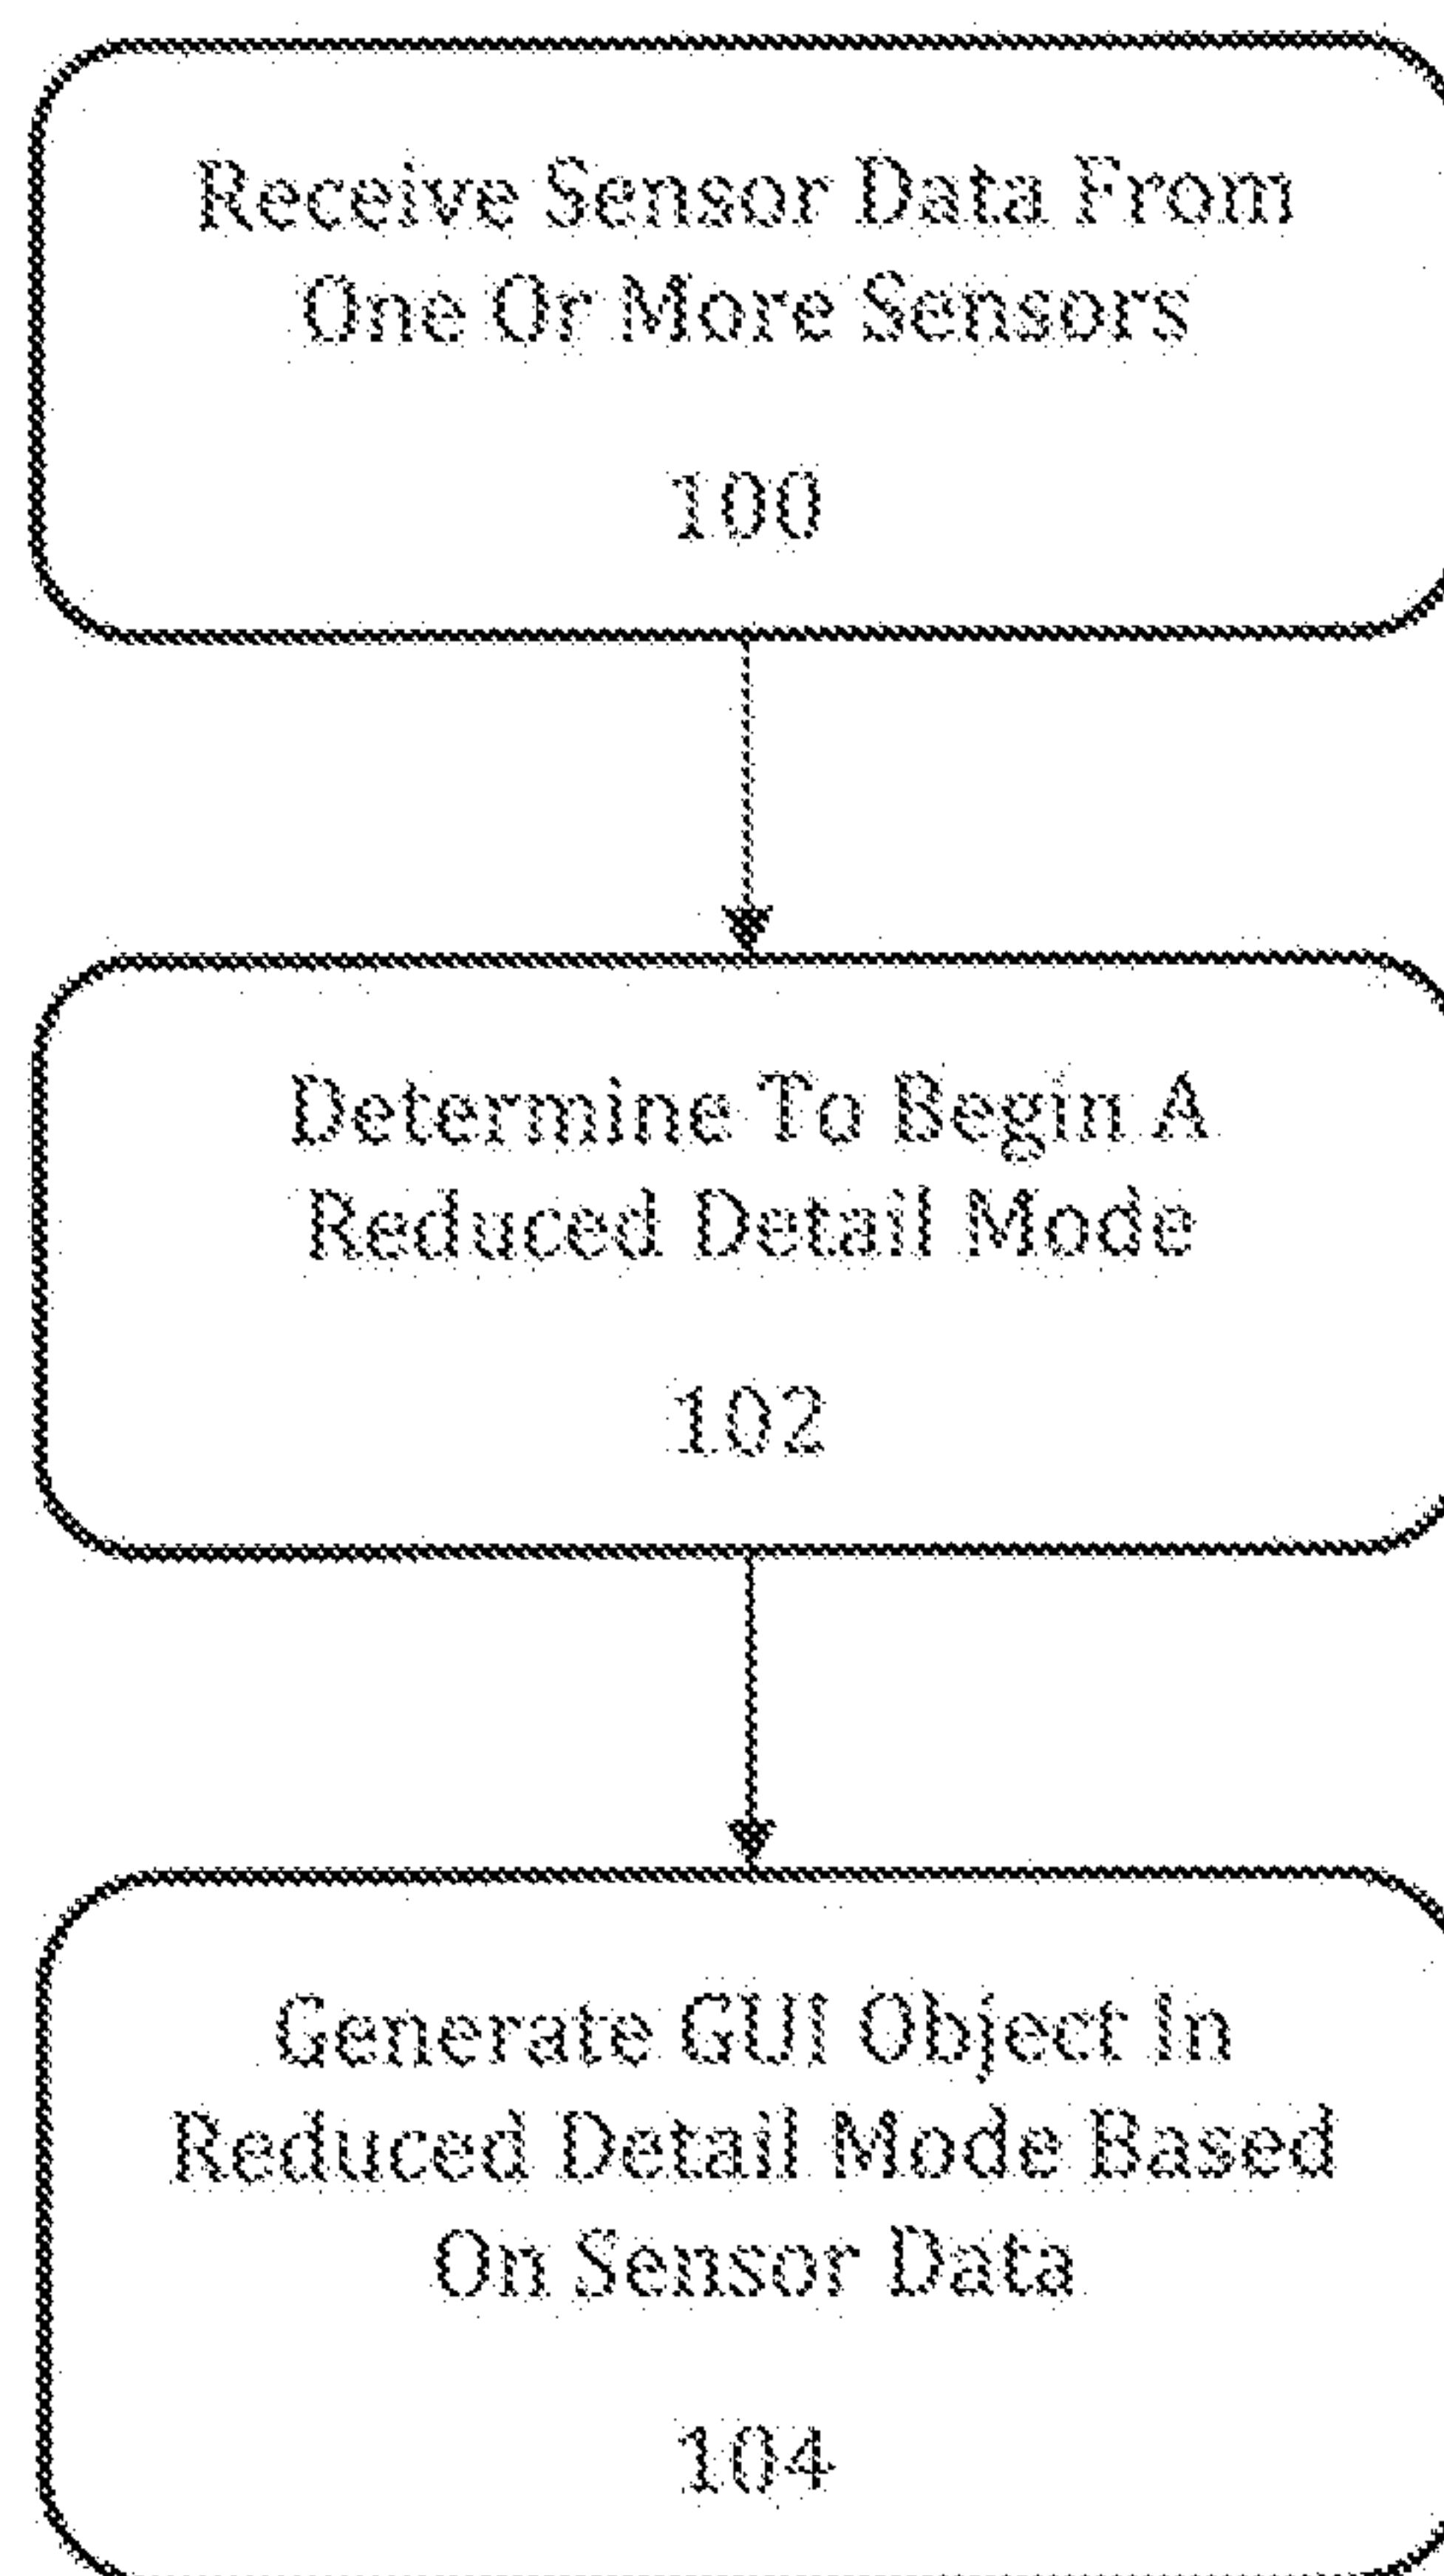 Receive Sensor Data From
One Or More Sensors
100
Determine To Begin A
Reduced Detail Mode
102
Generate GUI Object In
Reduced Detail Mode Based
On Sensor Data
104